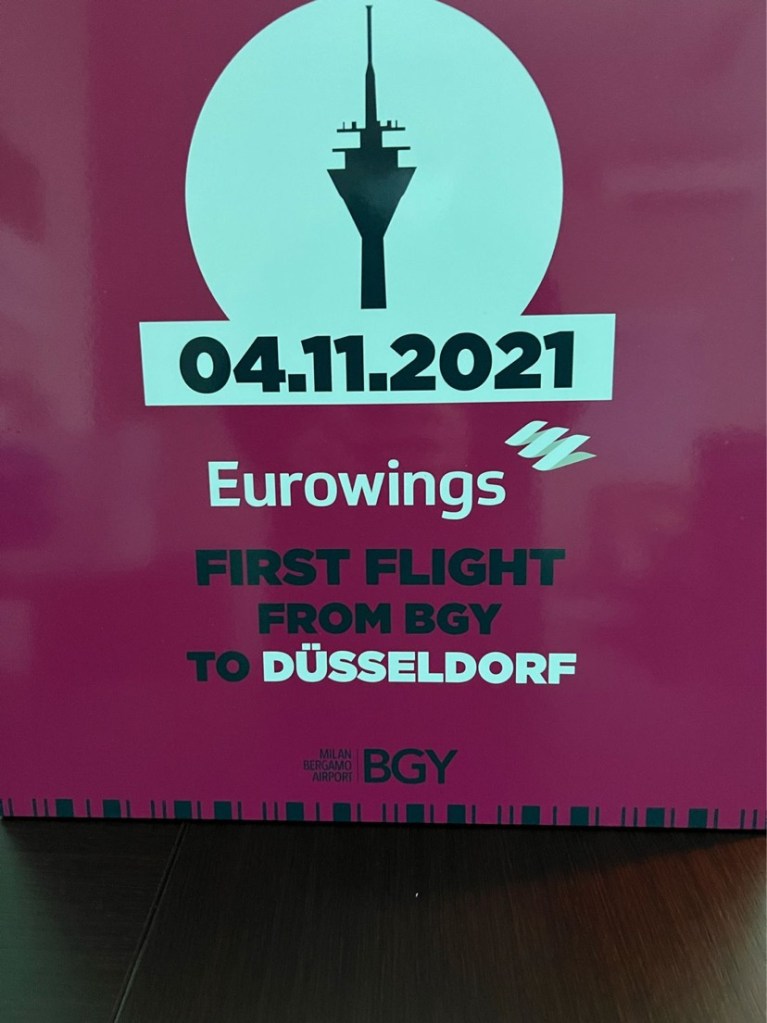 04.11.2021
Eurowings
FIRST FLIGHT
FROM BGY
TO DÜSSELDORF
MILAN
BERGAMO
AIRPORT
BGY